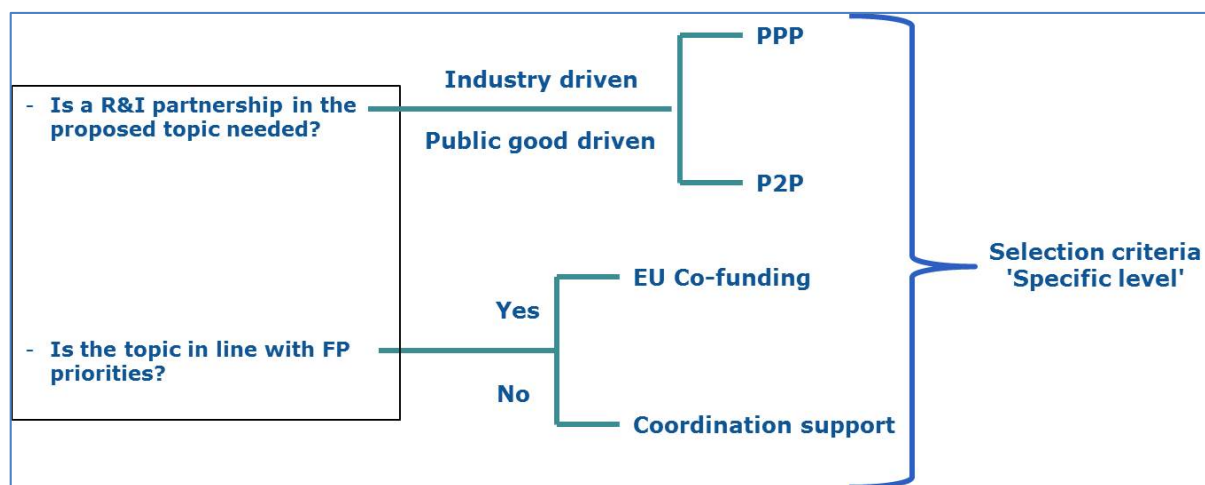 PPP
Industry driven
- Is a R&I partnership in the
proposed topic needed?
Public good driven
P2P
Selection criteria
'Specific level'
EU Co-funding
Yes
- Is the topic in line with FP
priorities?
No
Coordination support